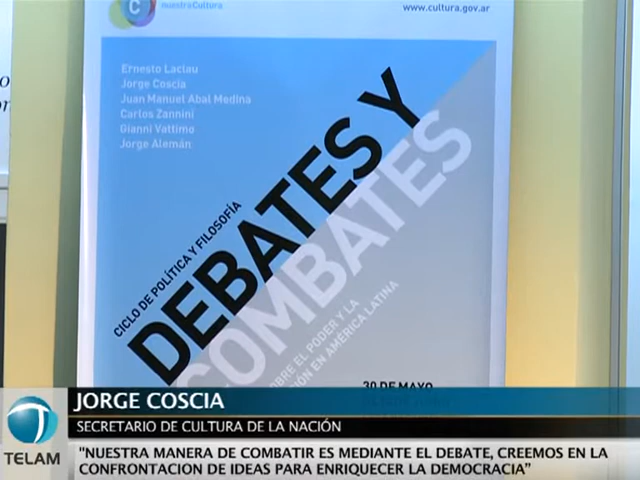 C nuestraCultura
www.cultura.gov.ar
Ernesto Laclau
Jorge Coscia
Juan Manuel Abal Medina
Carlos Zannini
Gianni Vattimo
Jorge Alemán
CICLO DE POLÍTICA Y FILOSOFÍA
DEBATES Y
COMBATES
EL PODER Y LA
EN AMÉRICA LATINA
30 DE MAYO
JORGE COSCIA
SECRETARIO DE CULTURA DE LA NACIÓN
TELAM
"NUESTRA MANERA DE COMBATIR ES MEDIANTE EL DEBATE, CREEMOS EN LA
CONFRONTACION DE IDEAS PARA ENRIQUECER LA DEMOCRACIA"